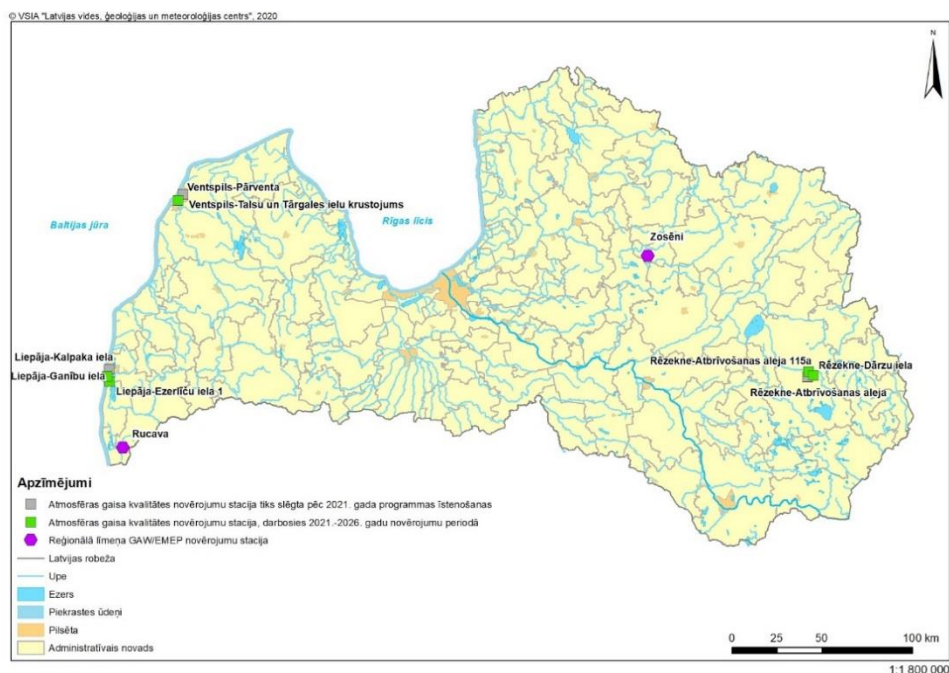 © VSIA "Latvijas vides, ģeoloģijas un meteoroloģijas centrs", 2020
N
Ventspils-Pārventa
Ventspils-Talsu un Tārgales ielu krustojums
Baltijas jūra
Rīgas līcis
Zosēni
Liepāja-Kalpaka iela
Liepāja-Ganību iela
Liepāja-Ezerlīču iela 1
Rēzekne-Atbrīvošanas aleja 115a
Rēzekne-Dārzu iela
Rēzekne-Atbrīvošanas aleja
Rucava
Apzīmējumi
Atmosfēras gaisa kvalitātes novērojumu stacija tiks slēgta pēc 2021. gada programmas īstenošanas
Atmosfēras gaisa kvalitātes novērojumu stacija, darbosies 2021.-2026. gadu novērojumu periodā
Reģionālā līmeņa GAW/EMEP novērojumu stacija
Latvijas robeža
Upe
Ezers
Piekrastes ūdeņi
Pilsēta
Administratīvais novads
0 25 50 100 km
1:1 800 000